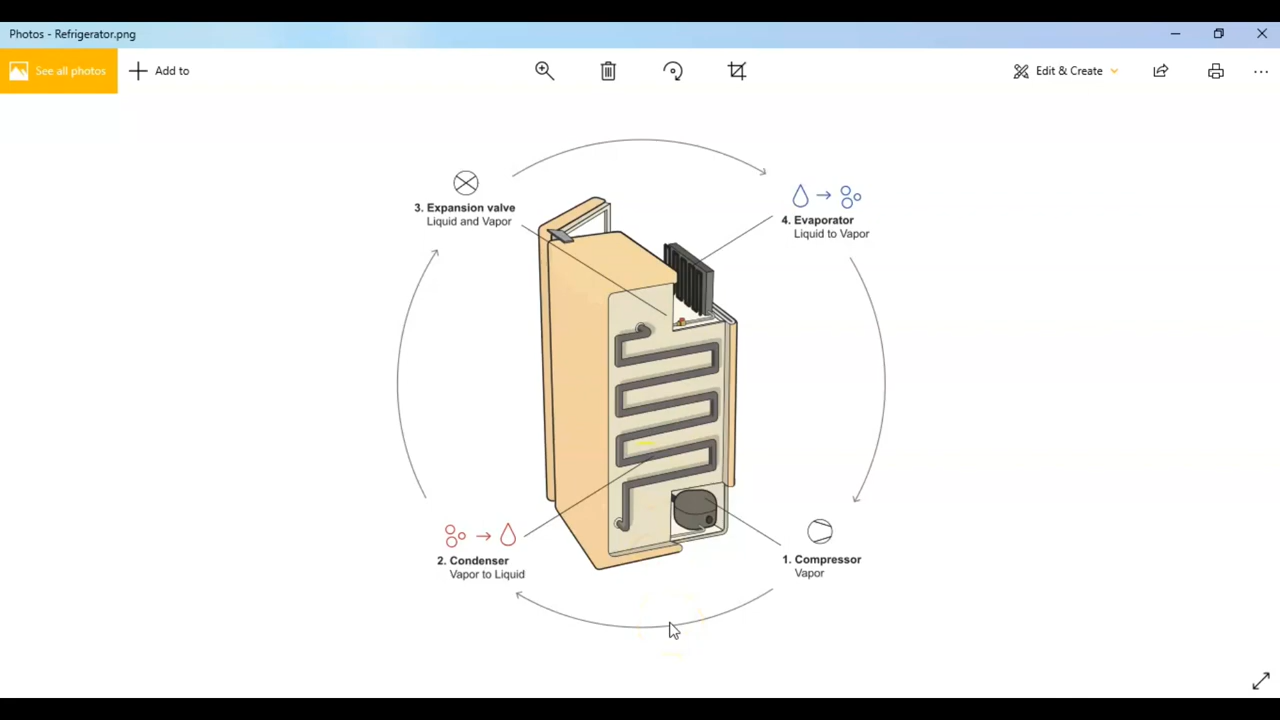 Photos - Refrigerator.png
See all photos
Add to
Edit & Create
3. Expansion valve
Liquid and Vapor
4. Evaporator
Liquid to Vapor
2. Condenser
Vapor to Liquid
1. Compressor
Vapor